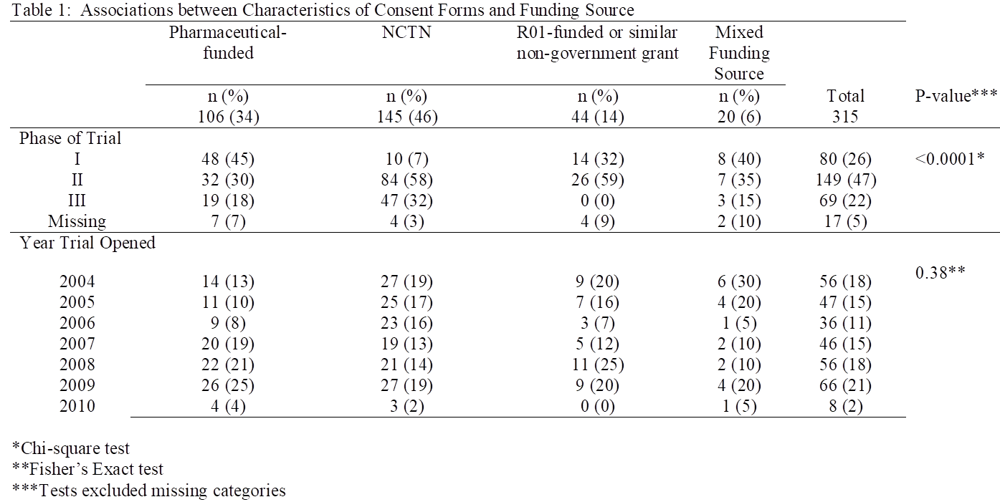 Table 1:  Associations between Characteristics of Consent Forms and Funding Source
Pharmaceutical-funded NCTN R01-funded or similar non-government grant Mixed Funding Source
n (%) n (%) n (%) n (%) Total P-value***
106 (34) 145 (46) 44 (14) 20 (6) 315
Phase of Trial
I 48 (45) 10 (7) 14 (32) 8 (40) 80 (26) <0.0001*
II 32 (30) 84 (58) 26 (59) 7 (35) 149 (47)
III 19 (18) 47 (32) 0 (0) 3 (15) 69 (22)
Missing 7 (7) 4 (3) 4 (9) 2 (10) 17 (5)
Year Trial Opened
0.38**
2004 14 (13) 27 (19) 9 (20) 6 (30) 56 (18)
2005 11 (10) 25 (17) 7 (16) 4 (20) 47 (15)
2006 9 (8) 23 (16) 3 (7) 1 (5) 36 (11)
2007 20 (19) 19 (13) 5 (12) 2 (10) 46 (15)
2008 22 (21) 21 (14) 11 (25) 2 (10) 56 (18)
2009 26 (25) 27 (19) 9 (20) 4 (20) 66 (21)
2010 4 (4) 3 (2) 0 (0) 1 (5) 8 (2)
*Chi-square test
**Fisher's Exact test
***Tests excluded missing categories